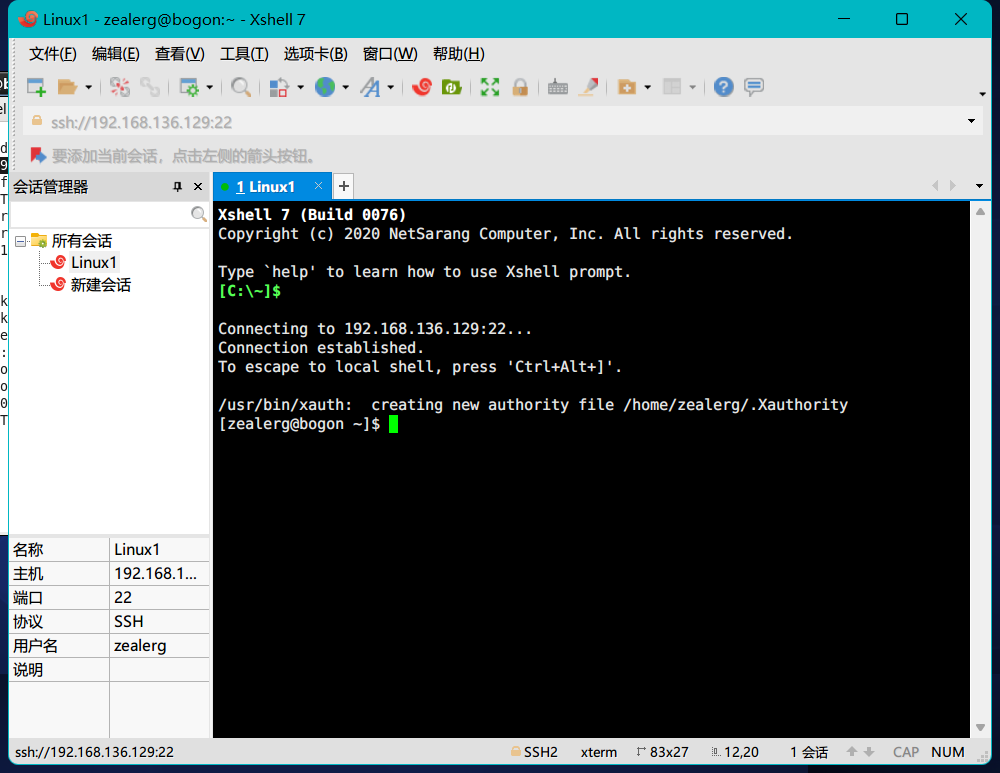 Linux1 - zealerg@bogon:~ - Xshell 7
文件(F) 编辑(E) 查看(V) 工具(T) 选项卡(B) 窗口(W) 帮助(H)
ssh://192.168.136.129:22
要添加当前会话，点击左侧的箭头按钮。
会话管理器
1 Linux1
所有会话
Linux1
新建会话
名称 Linux1
主机 192.168.1...
端口 22
协议 SSH
用户名 zealerg
说明
Xshell 7 (Build 0076)
Copyright (c) 2020 NetSarang Computer, Inc. All rights reserved.
Type `help' to learn how to use Xshell prompt.
[C:\~]$
Connecting to 192.168.136.129:22...
Connection established.
To escape to local shell, press 'Ctrl+Alt+]'.
/usr/bin/xauth:  creating new authority file /home/zealerg/.Xauthority
[zealerg@bogon ~]$
ssh://192.168.136.129:22 SSH2 xterm 83x27 12,20 1 会话 CAP NUM